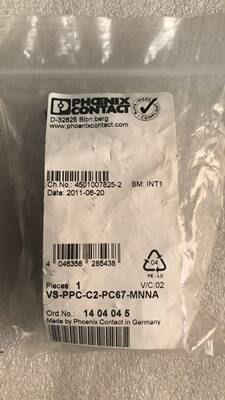 PHŒNIX
CONTACT
D-32825 Blomberg
www.phoenixcontact.com
Ch.No.: 4501007825-2 BM: INT1
Date: 2011-06-20
4 046356 285438
04
PE-LD
Pieces: 1 V/C:02
VS-PPC-C2-PC67-MNNA
Ord.No.: 14 04 04 5
Made by Phoenix Contact in Germany